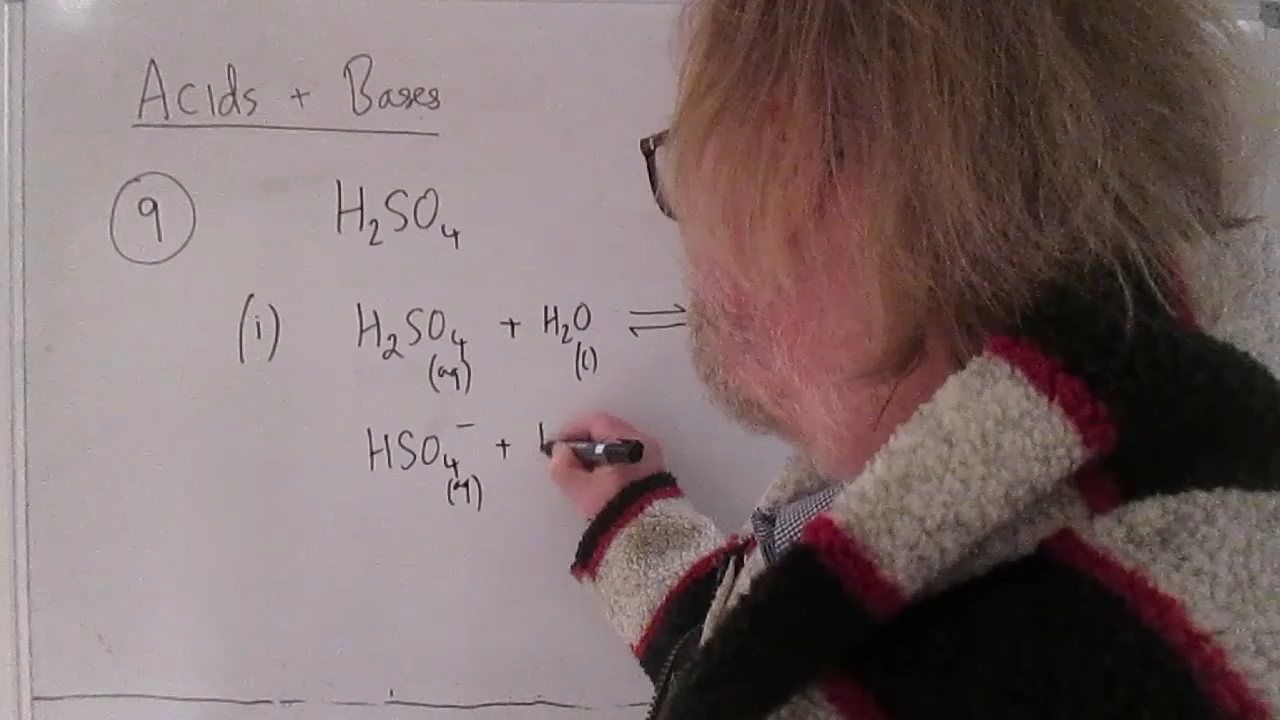 Acids + Bases
9 H₂SO₄
(i) H₂SO₄(aq) + H₂O(l) ⇌
HSO₄⁻(aq) +